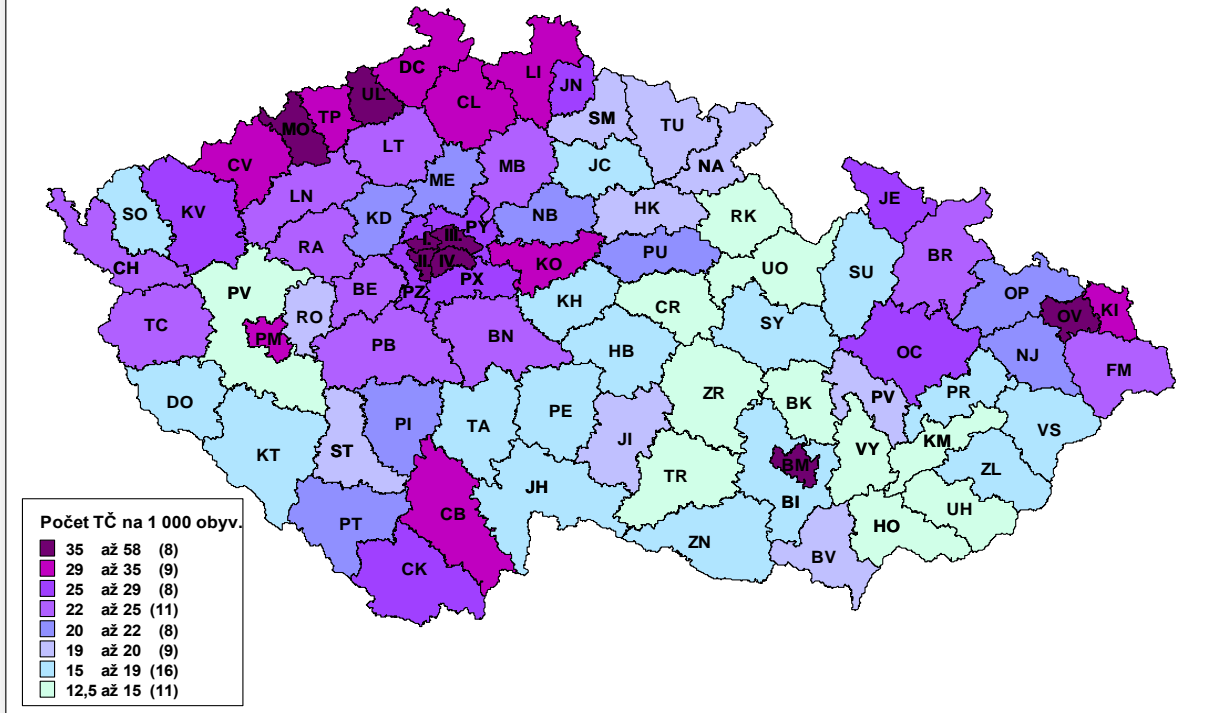 DC
LI
JN
UL
CL
TP
MO
SM
TU
LT
CV
MB
JC
NA
ME
LN
SO
KV
KD
NB
HK
RK
JE
PY
I.
III.
RA
II.
IV.
KO
PU
UO
SU
BR
CH
PX
BE
PZ
PV
OP
KH
CR
RO
SY
OV
KI
TC
PM
PB
BN
HB
OC
NJ
FM
DO
ZR
BK
PV
PR
PE
PI
TA
VS
JI
ST
KT
VY
KM
BM
ZL
TR
JH
BI
UH
CB
PT
HO
ZN
BV
CK
Počet TČ na 1 000 obyv.
35 až 58 (8)
29 až 35 (9)
25 až 29 (8)
22 až 25 (11)
20 až 22 (8)
19 až 20 (9)
15 až 19 (16)
12,5 až 15 (11)